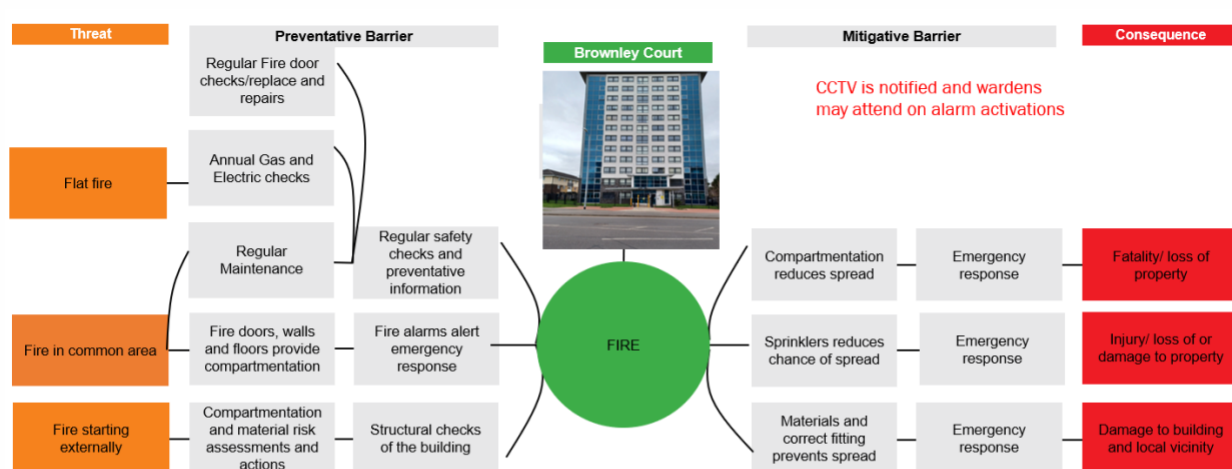 Threat
Preventative Barrier
Brownley Court
Mitigative Barrier
Consequence
Regular Fire door
checks/replace and
repairs
CCTV is notified and wardens
may attend on alarm activations
Flat fire
Annual Gas and
Electric checks
Regular
Maintenance
Regular safety
checks and
preventative
information
Compartmentation
reduces spread
Emergency
response
Fatality/ loss of
property
Fire in common area
Fire doors, walls
and floors provide
compartmentation
Fire alarms alert
emergency
response
FIRE
Sprinklers reduces
chance of spread
Emergency
response
Injury/ loss of or
damage to property
Fire starting
externally
Compartmentation
and material risk
assessments and
actions
Structural checks
of the building
Materials and
correct fitting
prevents spread
Emergency
response
Damage to building
and local vicinity